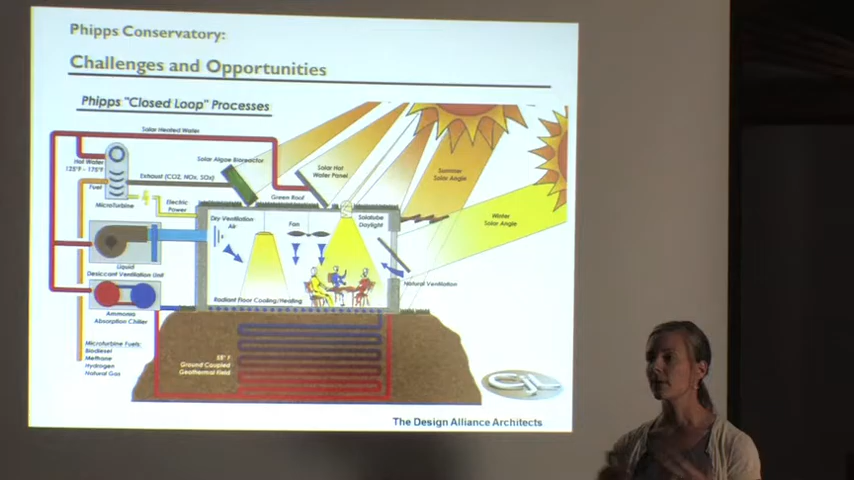 Phipps Conservatory:
Challenges and Opportunities
Phipps "Closed Loop" Processes
Solar Heated Water
Hot Water
125°F - 175°F
Fuel
MicroTurbine
Exhaust (CO2, NOx, SOx)
Electric
Power
Solar Algae Bioreactor
Green Roof
Solar Hot
Water Panel
Summer
Solar Angle
Winter
Solar Angle
Dry Ventilation
Air
Fan
Solatube
Daylight
Liquid
Desiccant Ventilation Unit
Natural Ventilation
Radiant Floor Cooling/Heating
Ammonia
Absorption Chiller
Microturbine Fuels:
Biodiesel
Methane
Hydrogen
Natural Gas
55° F
Ground Coupled
Geothermal Field
The Design Alliance Architects